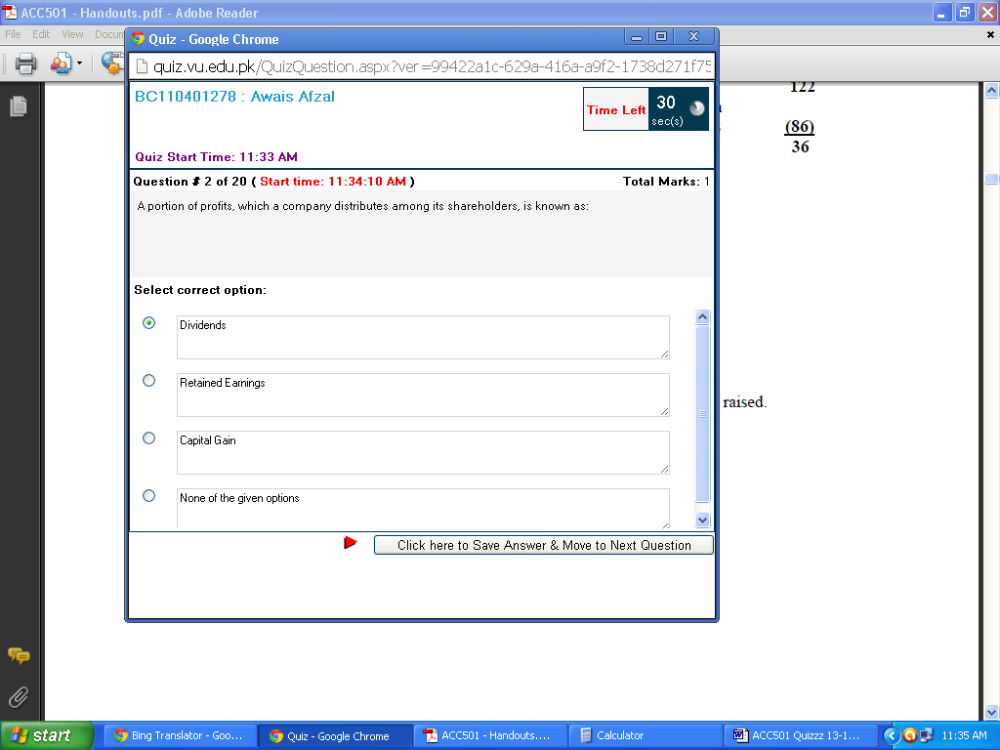 ACC501 - Handouts.pdf - Adobe Reader
File Edit View Docum
Quiz - Google Chrome
quiz.vu.edu.pk/QuizQuestion.aspx?ver=99422a1c-629a-416a-a9f2-1738d271f75
BC110401278 : Awais Afzal
Time Left 30
sec(s)
Quiz Start Time: 11:33 AM
Question # 2 of 20 ( Start time: 11:34:10 AM ) Total Marks: 1
A portion of profits, which a company distributes among its shareholders, is known as:
Select correct option:
Dividends
Retained Earnings
Capital Gain
None of the given options
Click here to Save Answer & Move to Next Question
122
(86)
36
raised.
start Bing Translator - Goo... Quiz - Google Chrome ACC501 - Handouts.... Calculator ACC501 Quizzz 13-1... 11:35 AM